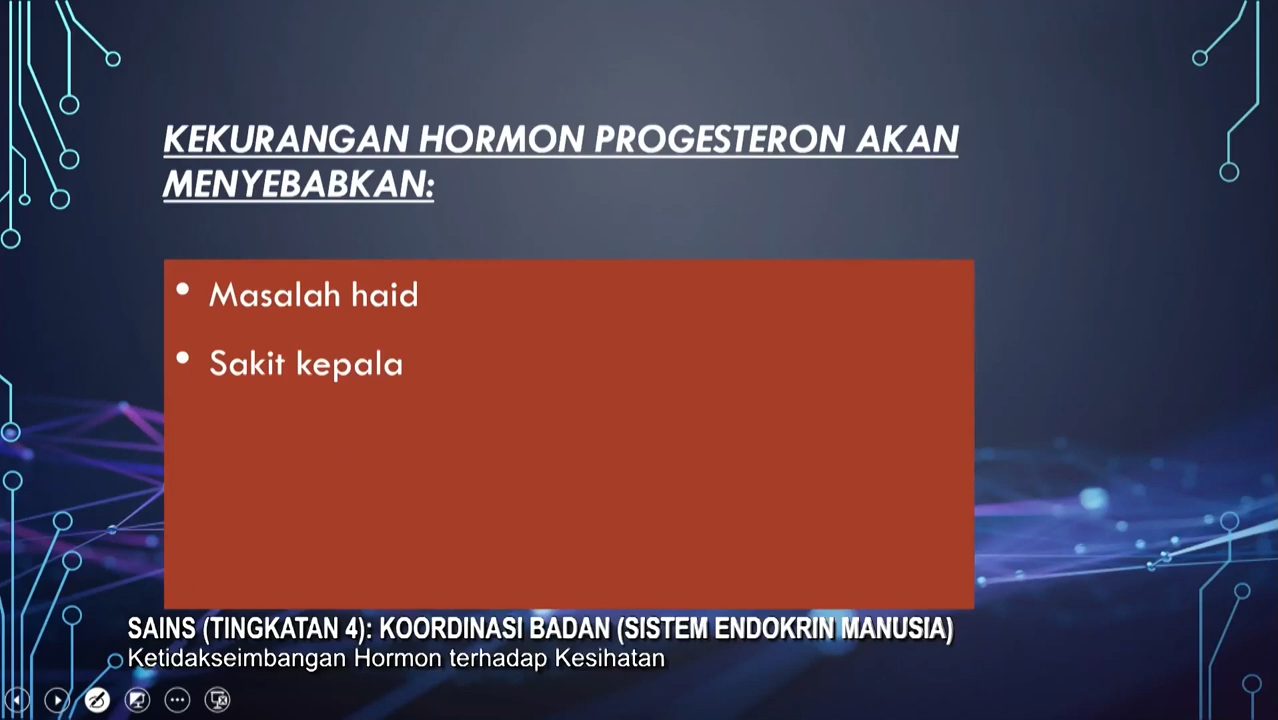 KEKURANGAN HORMON PROGESTERON AKAN
MENYEBABKAN:
• Masalah haid
• Sakit kepala
SAINS (TINGKATAN 4): KOORDINASI BADAN (SISTEM ENDOKRIN MANUSIA)
Ketidakseimbangan Hormon terhadap Kesihatan